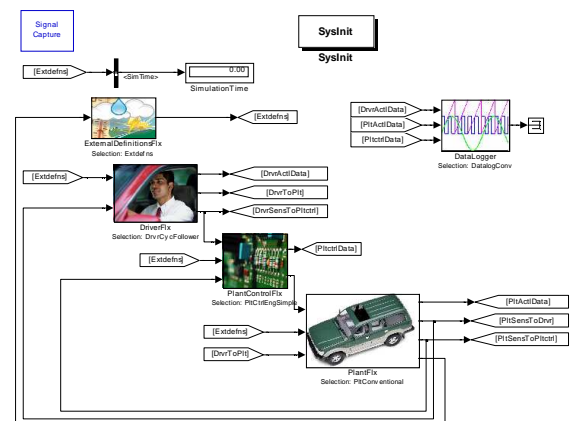 Signal
Capture
SysInit
SysInit
[Extdefns]
<SimTime>
0.00
SimulationTime
[Extdefns]
ExternalDefinitionsFlx
Selection: Extdefns
[DrvrActlData]
[PltActlData]
[PltctrlData]
DataLogger
Selection: DatalogConv
[Extdefns]
[DrvrActlData]
[DrvrToPlt]
[DrvrSensToPltctrl]
DriverFlx
Selection: DrvrCycFollower
[Extdefns]
[PltctrlData]
PlantControlFlx
Selection: PltCtrlEngSimple
[Extdefns]
[DrvrToPlt]
[PltActlData]
[PltSensToDrvr]
[PltSensToPltctrl]
PlantFlx
Selection: PltConventional